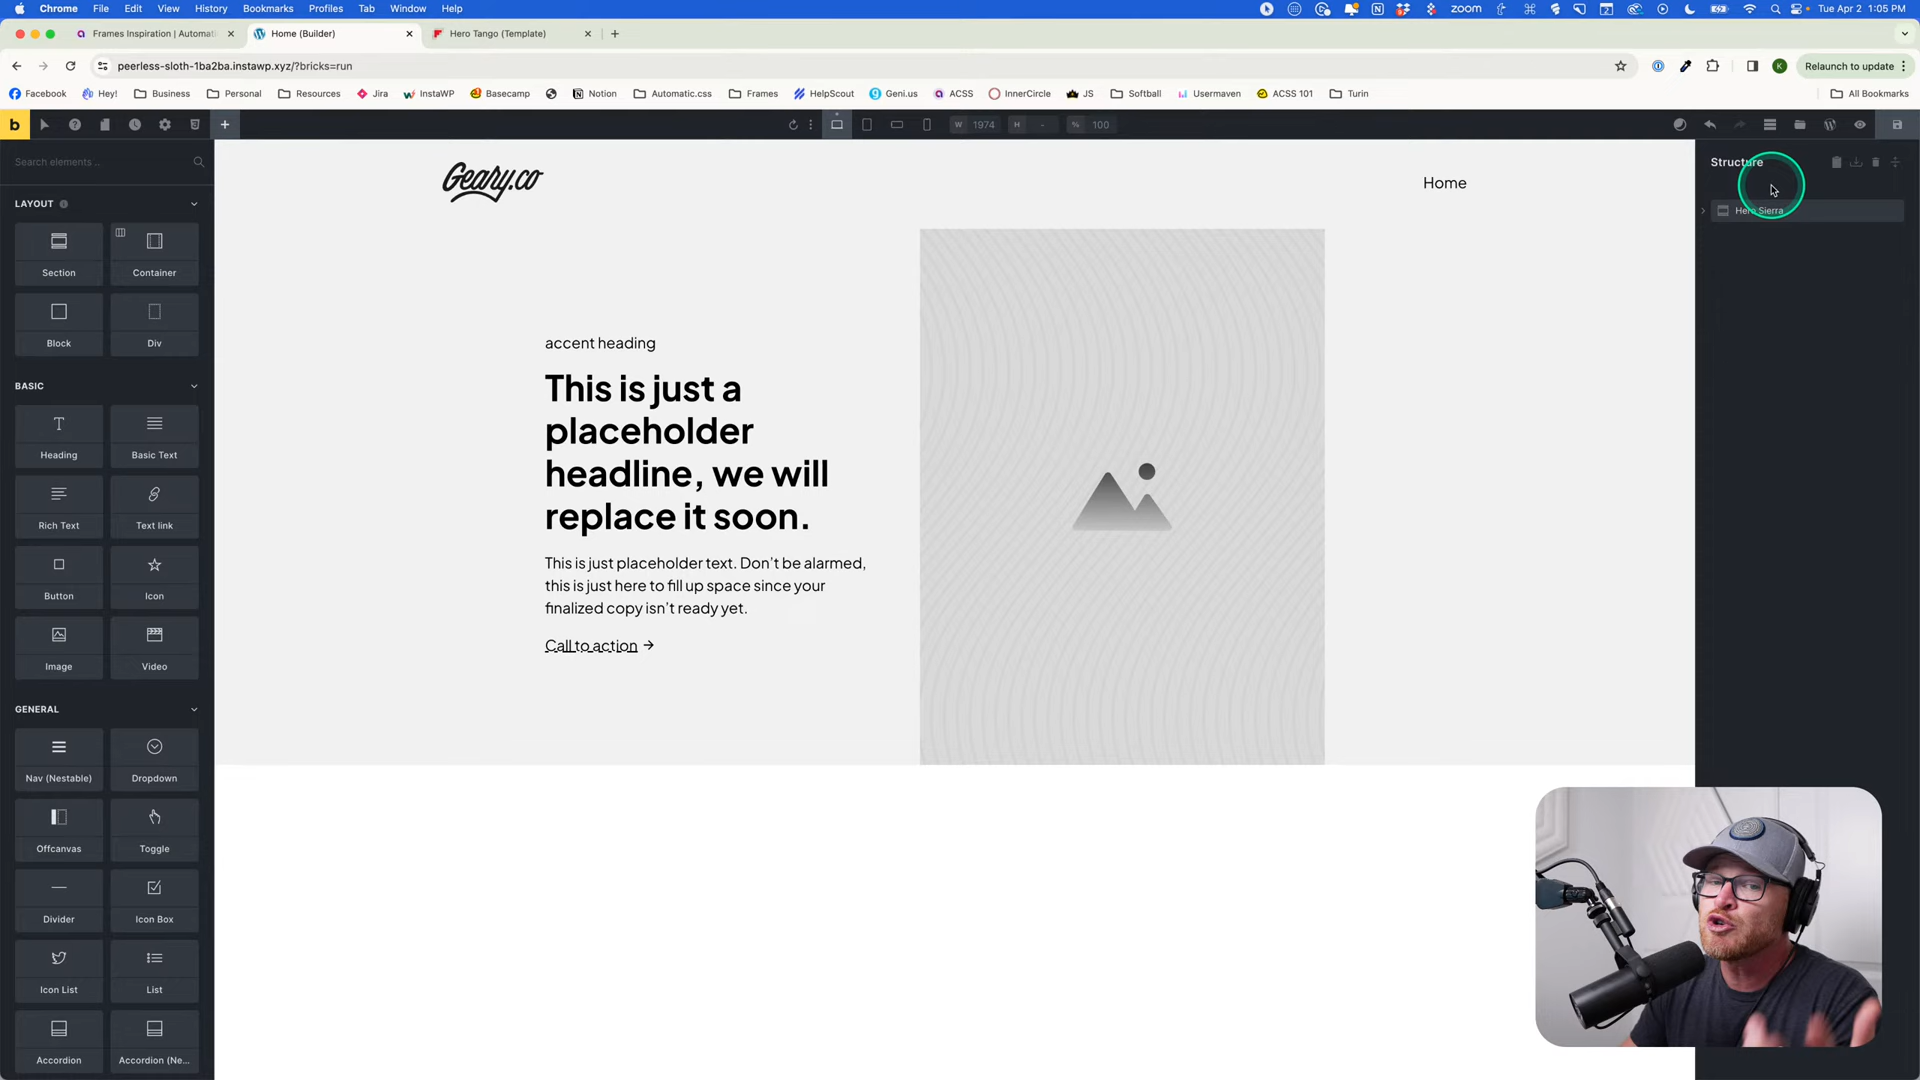 Chrome File Edit View History Bookmarks Profiles Tab Window Help
zoom Tue Apr 2 1:05 PM
Frames Inspiration | Automati
Home (Builder)
Hero Tango (Template)
peerless-sloth-1ba2ba.instawp.xyz/?bricks=run
K
Relaunch to update
Facebook Hey! Business Personal Resources Jira InstaWP Basecamp Notion Automatic.css Frames HelpScout Geni.us ACSS InnerCircle JS Softball Usermaven ACSS 101 Turin All Bookmarks
b
W 1974 H - % 100
Search elements ...
LAYOUT
Section Container
Block Div
BASIC
Heading Basic Text
Rich Text Text link
Button Icon
Image Video
GENERAL
Nav (Nestable) Dropdown
Offcanvas Toggle
Divider Icon Box
Icon List List
Accordion Accordion (Ne...
Geary.co
Home
accent heading
This is just a
placeholder
headline, we will
replace it soon.
This is just placeholder text. Don't be alarmed,
this is just here to fill up space since your
finalized copy isn't ready yet.
Call to action →
Structure
Hero Sierra